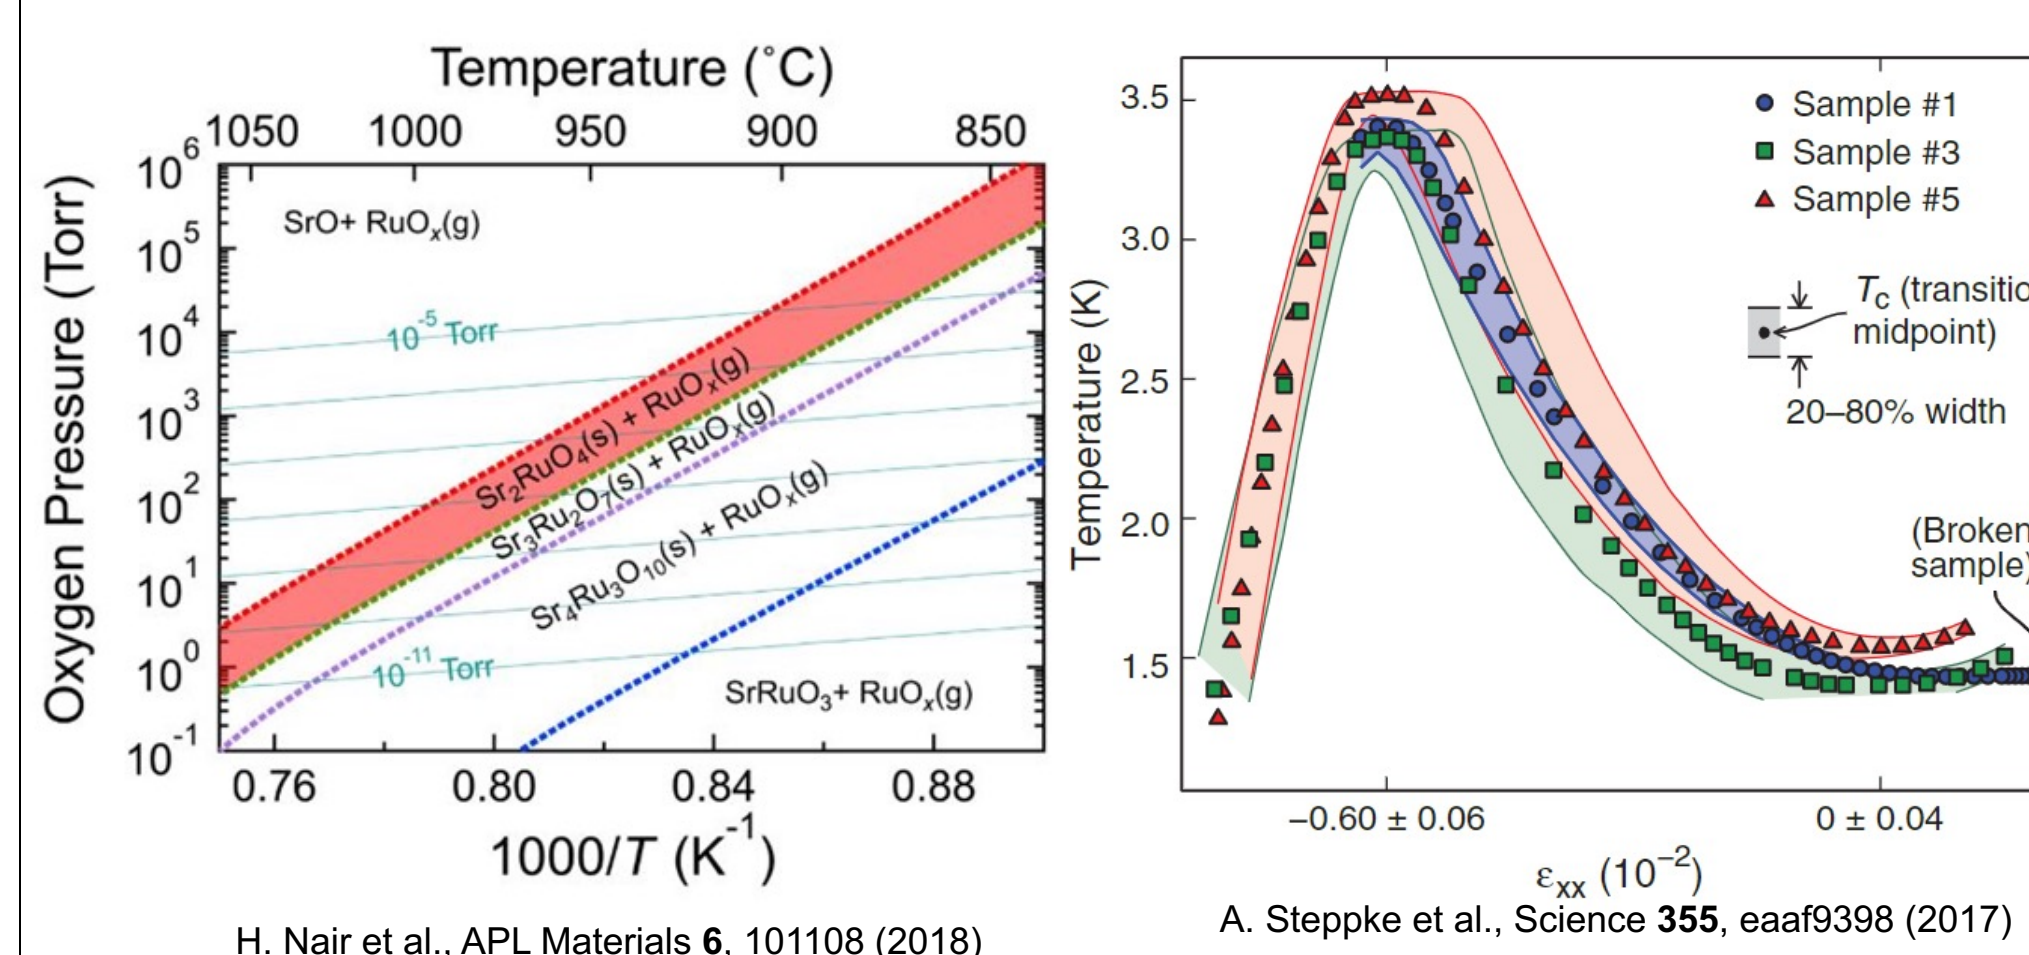 Temperature (˚C)
1050 1000 950 900 850
Oxygen Pressure (Torr)
10^6
10^5
10^4
10^3
10^2
10^1
10^0
10^-1
SrO+ RuOₓ(g)
10^-5 Torr
Sr₂RuO₄(s) + RuOₓ(g)
Sr₃Ru₂O₇(s) + RuOₓ(g)
Sr₄Ru₃O₁₀(s) + RuOₓ(g)
10^-11 Torr
SrRuO₃+ RuOₓ(g)
0.76 0.80 0.84 0.88
1000/T (K^-1)
H. Nair et al., APL Materials 6, 101108 (2018)
Temperature (K)
3.5
3.0
2.5
2.0
1.5
Sample #1
Sample #3
Sample #5
T_c (transitio
midpoint)
20–80% width
(Broken
sample)
−0.60 ± 0.06 0 ± 0.04
ε_xx (10^−2)
A. Steppke et al., Science 355, eaaf9398 (2017)